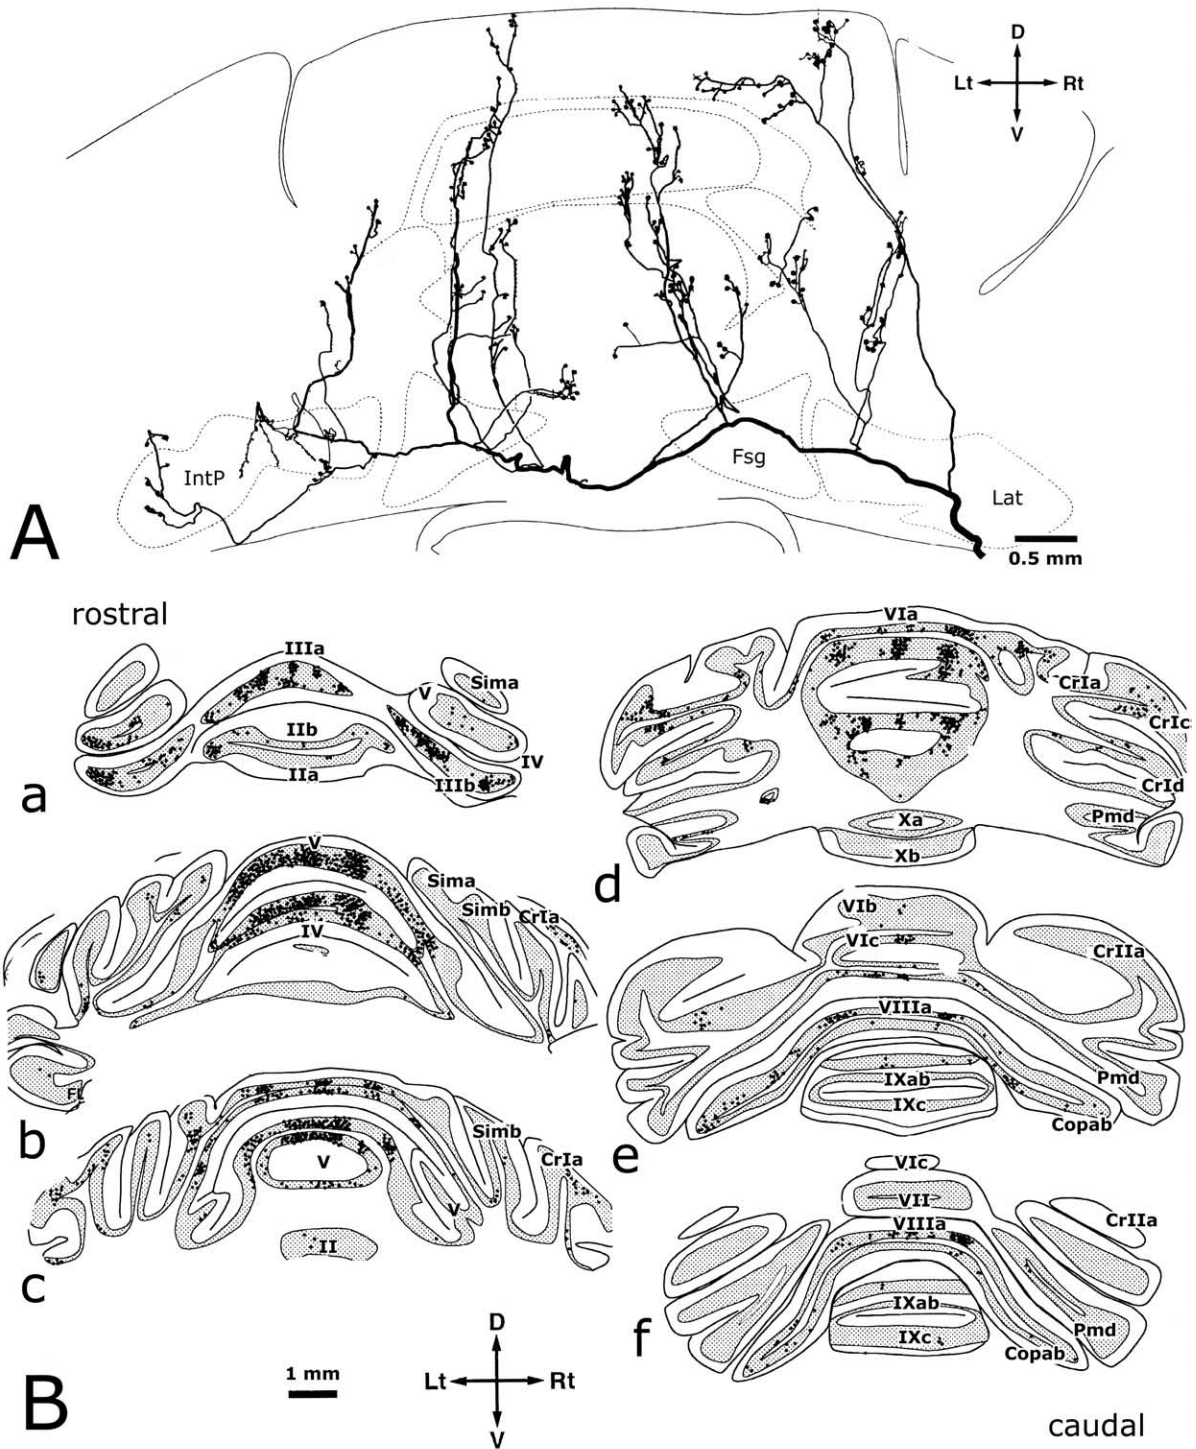 D
Lt Rt
V
IntP
Fsg
Lat
A
0.5 mm
rostral
IIIa
Sima
V
IIb
IV
IIa
IIIb
a
V
Sima
Simb
CrIa
IV
FL
b
Simb
CrIa
V
V
II
c
VIa
CrIa
CrIc
CrId
Pmd
Xa
Xb
d
VIb
VIc
CrIIa
VIIIa
IXab
Pmd
IXc
Copab
e
VIc
VII
CrIIa
VIIIa
IXab
Pmd
IXc
Copab
f
D
1 mm
Lt Rt
V
B
caudal